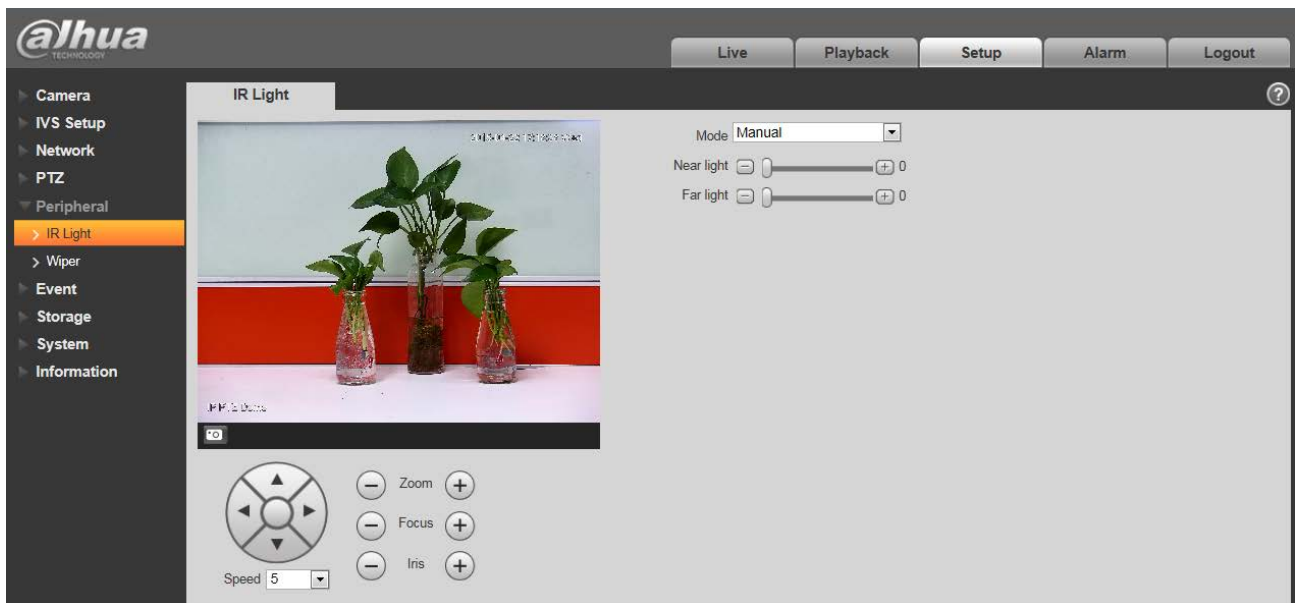 alhua
TECHNOLOGY
Live
Playback
Setup
Alarm
Logout
Camera
IVS Setup
Network
PTZ
Peripheral
IR Light
Wiper
Event
Storage
System
Information
IR Light
?
Mode Manual
Near light 0
Far light 0
Zoom
Focus
Iris
Speed 5